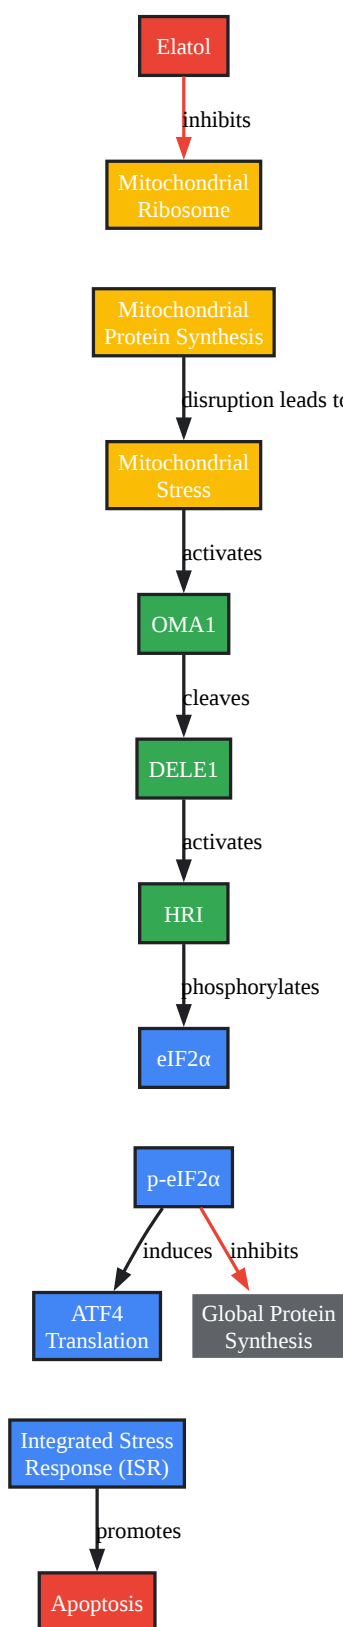 Elatol
inhibits
Mitochondrial
Ribosome
Mitochondrial
Protein Synthesis
disruption leads to
Mitochondrial
Stress
activates
OMA1
cleaves
DELE1
activates
HRI
phosphorylates
eIF2α
p-eIF2α
induces
inhibits
ATF4
Translation
Global Protein
Synthesis
Integrated Stress
Response (ISR)
promotes
Apoptosis